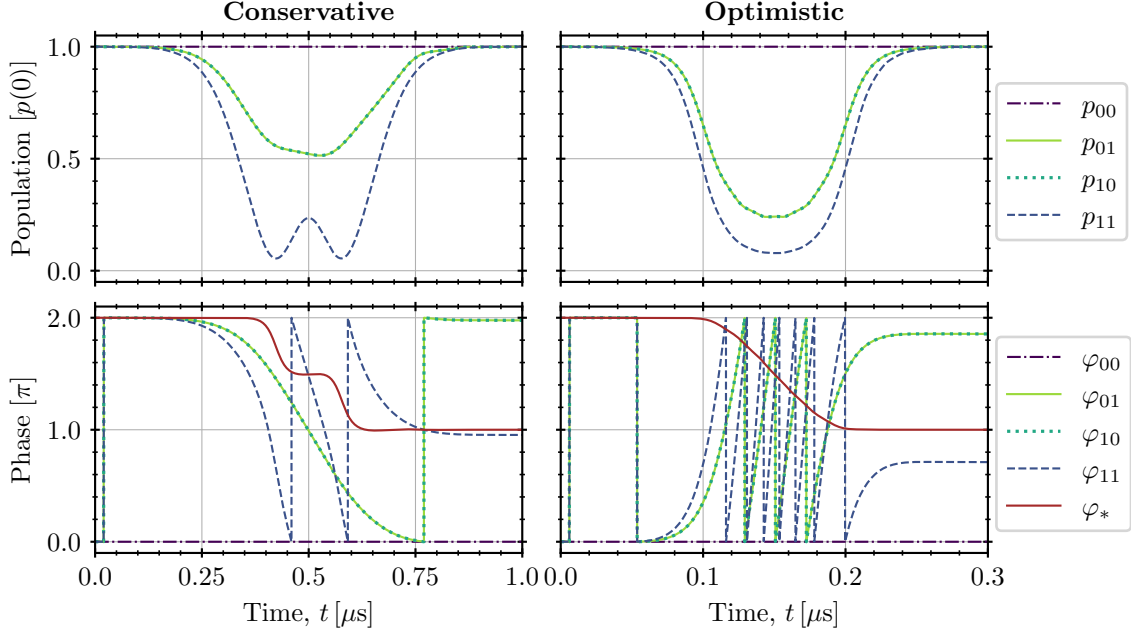 Conservative
Optimistic
Population [p(0)]
1.0
0.5
0.0
p₀₀
p₀₁
p₁₀
p₁₁
Phase [π]
2.0
1.0
0.0
0.0
0.25
0.5
0.75
1.0
0.0
0.1
0.2
0.3
Time, t [μs]
Time, t [μs]
φ₀₀
φ₀₁
φ₁₀
φ₁₁
φ∗